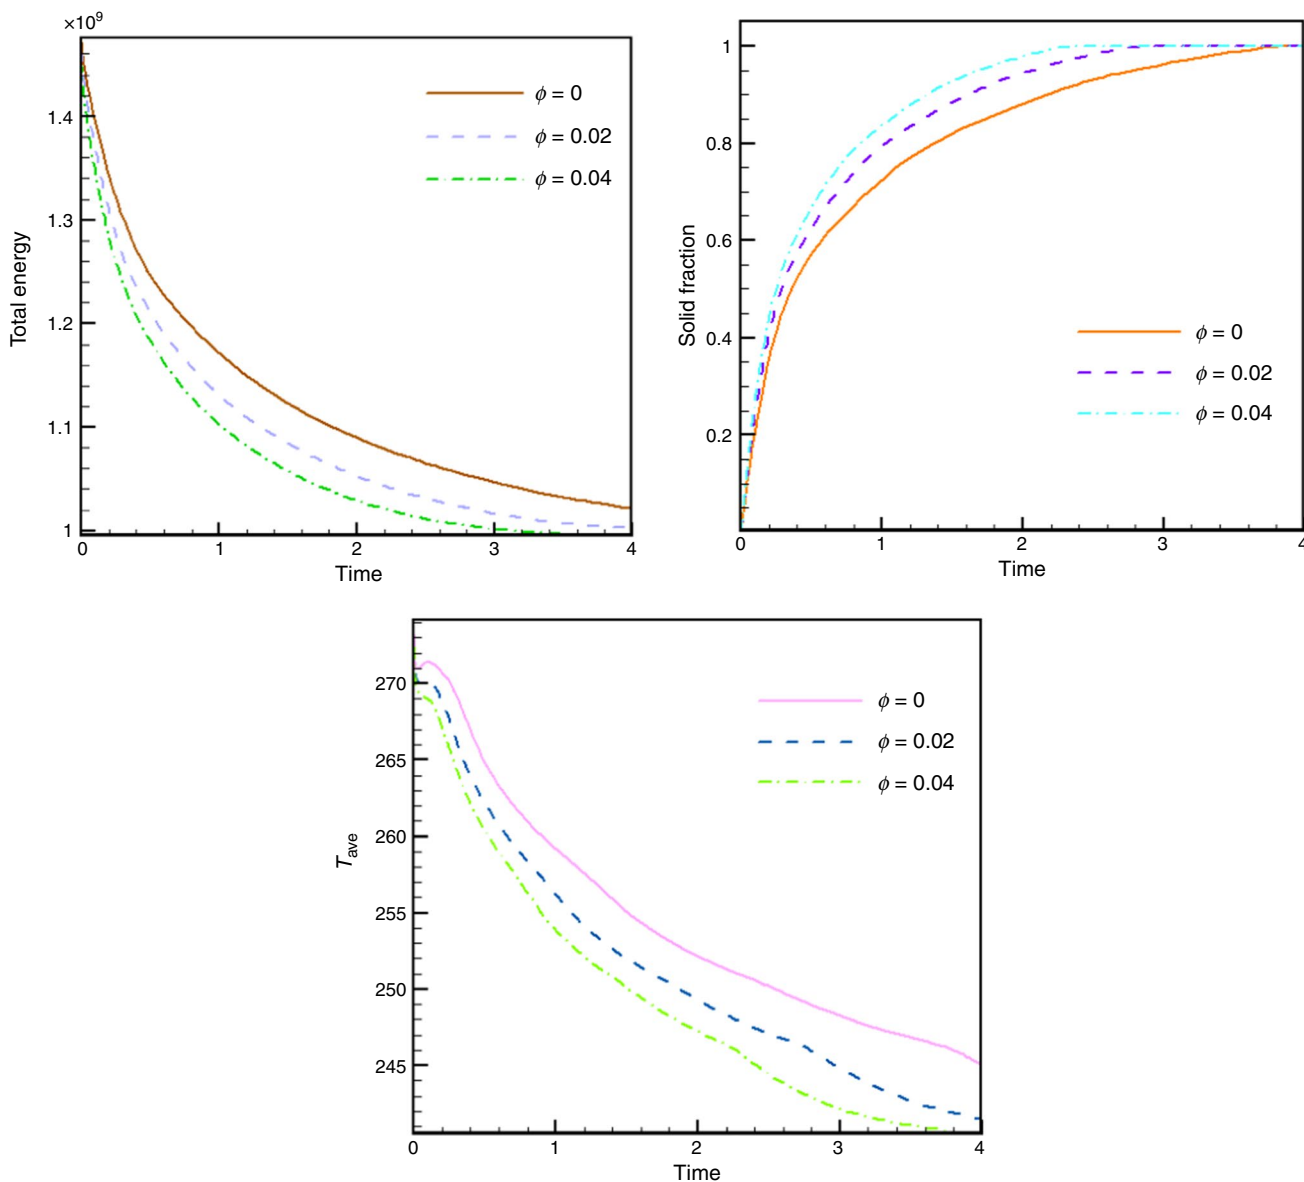 ×10⁹
1.4
1.3
1.2
1.1
1
Total energy
ϕ = 0
ϕ = 0.02
ϕ = 0.04
0 1 2 3 4
Time
1
0.8
0.6
0.4
0.2
Solid fraction
ϕ = 0
ϕ = 0.02
ϕ = 0.04
0 1 2 3 4
Time
270
265
260
255
250
245
T_ave
ϕ = 0
ϕ = 0.02
ϕ = 0.04
0 1 2 3 4
Time